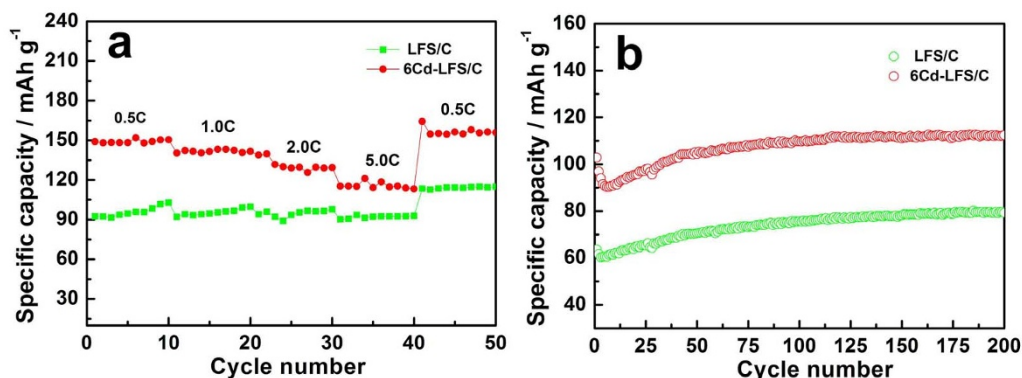 a
LFS/C
6Cd-LFS/C
0.5C
1.0C
2.0C
5.0C
0.5C
240
210
180
150
120
90
60
30
0
10
20
30
40
50
Specific capacity / mAh g⁻¹
Cycle number
b
LFS/C
6Cd-LFS/C
160
140
120
100
80
60
40
0
25
50
75
100
125
150
175
200
Specific capacity / mAh g⁻¹
Cycle number